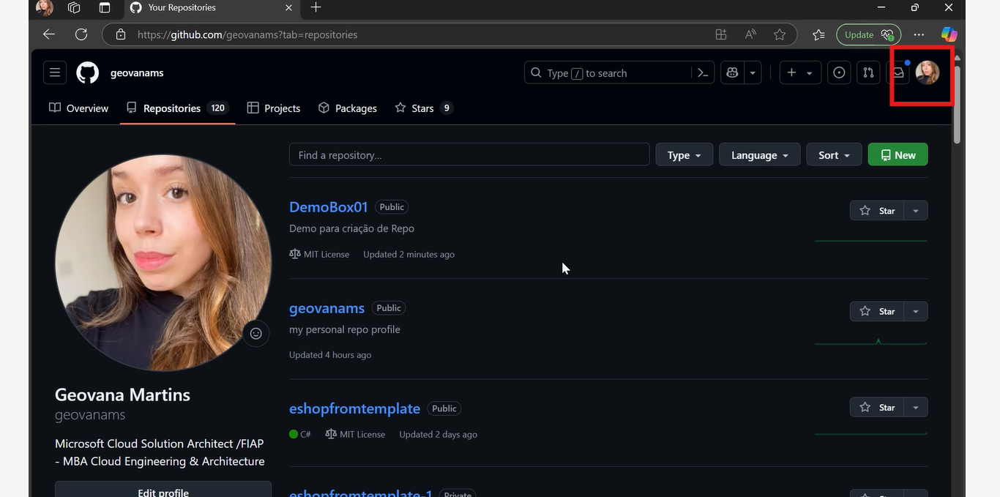 Your Repositories
https://github.com/geovanams?tab=repositories
Update
geovanams
Type / to search
Overview
Repositories 120
Projects
Packages
Stars 9
Find a repository...
Type
Language
Sort
New
DemoBox01 Public
Star
Demo para criação de Repo
MIT License Updated 2 minutes ago
geovanams Public
Star
my personal repo profile
Updated 4 hours ago
Geovana Martins
geovanams
Microsoft Cloud Solution Architect /FIAP
- MBA Cloud Engineering & Architecture
Edit profile
eshopfromtemplate Public
Star
C# MIT License Updated 2 days ago
eshopfromtemplate-1 Private